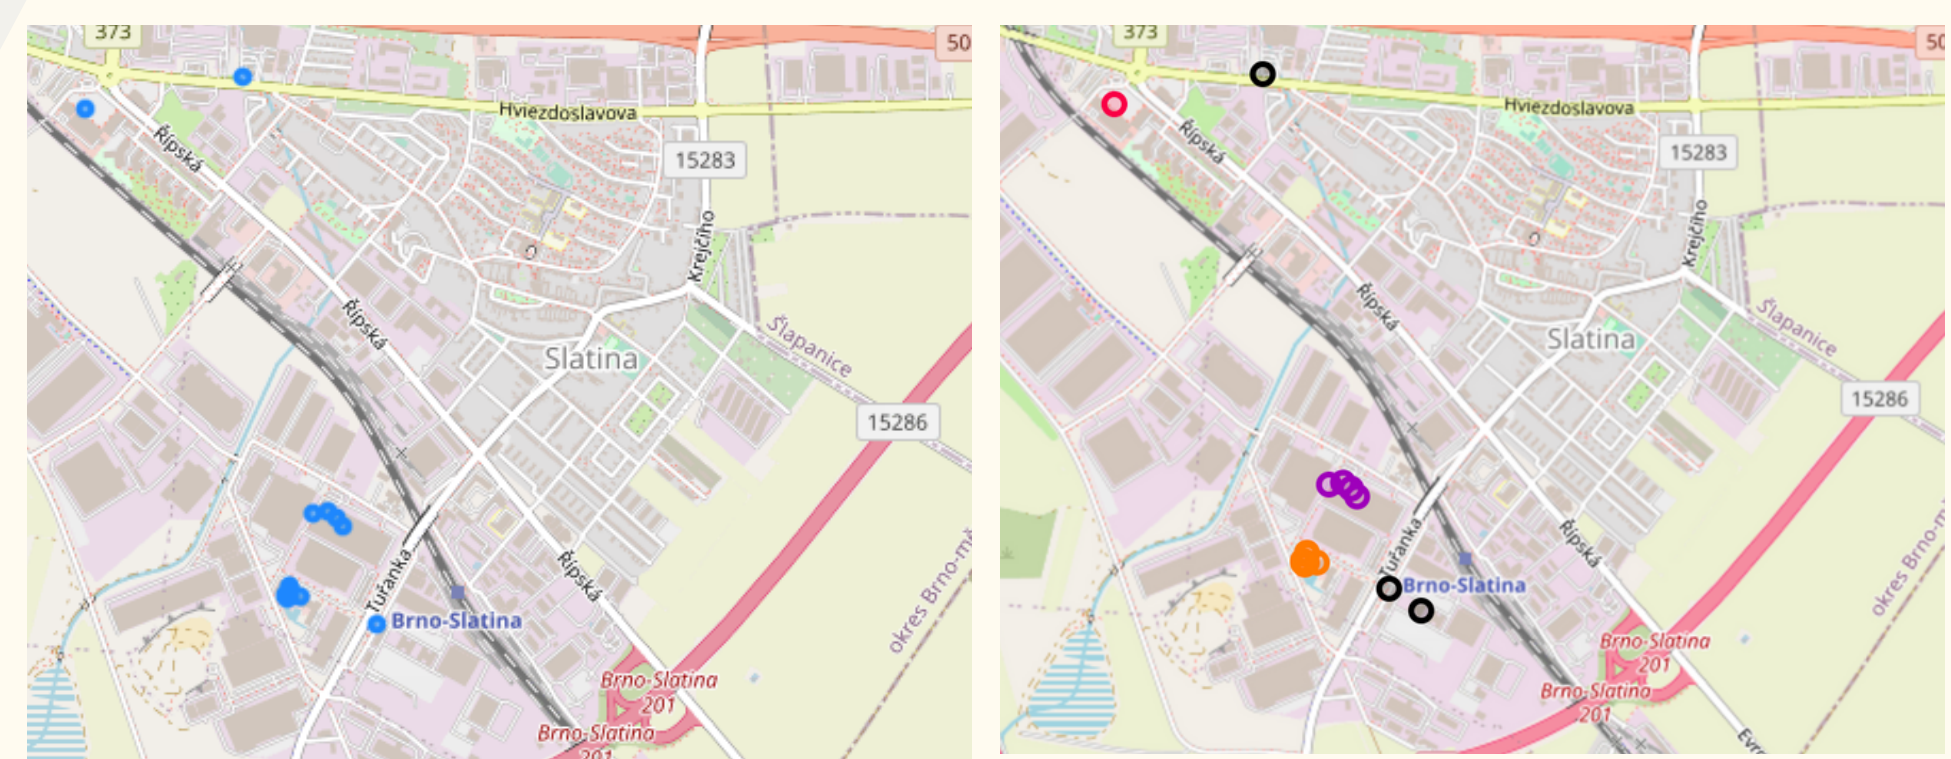 373
50
Hviezdoslavova
Řípská
15283
Krejčího
Řípská
Šlapanice
Slatina
15286
Řípská
Tuřanka
Brno-Slatina
okres Brno-mě
Brno-Slatina
201
Brno-Slatina
201
373
50
Hviezdoslavova
Řípská
15283
Krejčího
Řípská
Šlapanice
Slatina
15286
Řípská
Tuřanka
Brno-Slatina
okres Brno-m
Brno-Slatina
201
Brno-Slatina
201
Evro